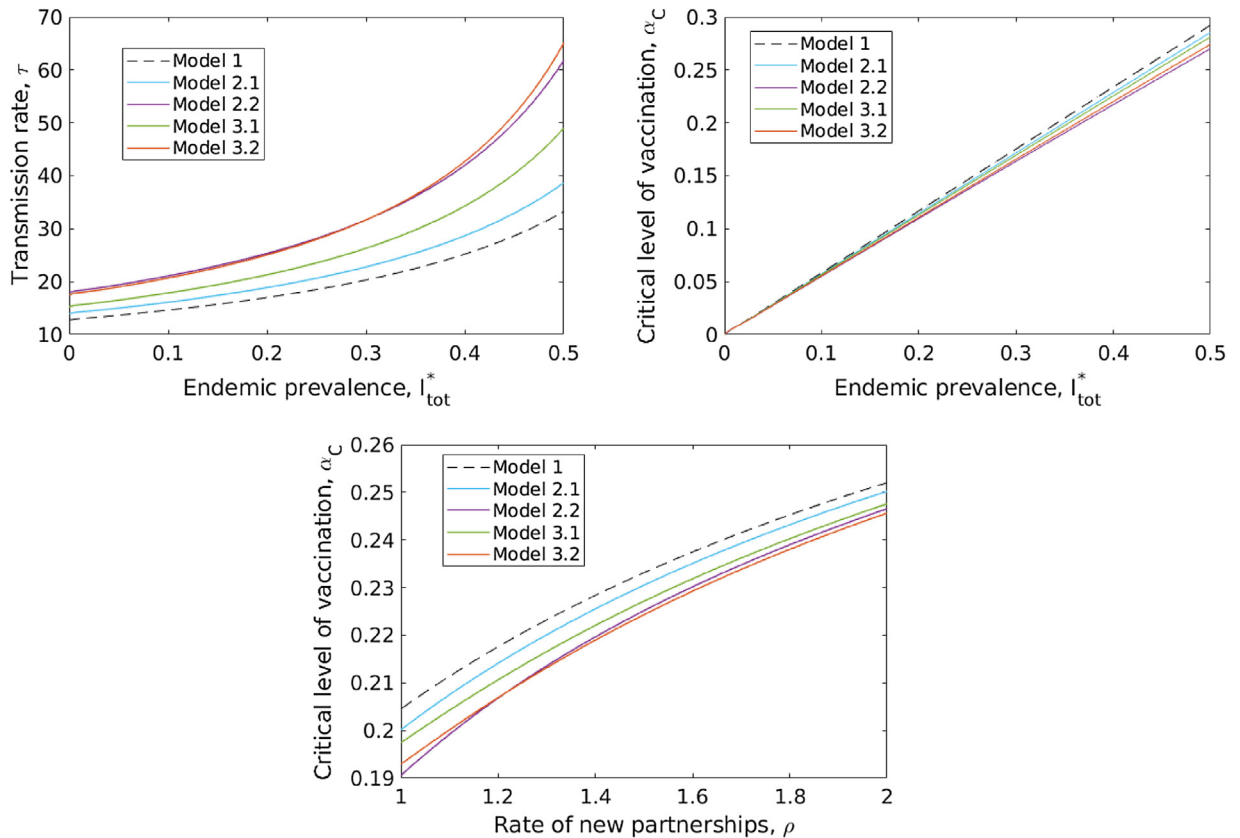 70
60
50
40
30
20
10
Transmission rate, τ
Model 1
Model 2.1
Model 2.2
Model 3.1
Model 3.2
0 0.1 0.2 0.3 0.4 0.5
Endemic prevalence, I*tot
0.3
0.25
0.2
0.15
0.1
0.05
0
Critical level of vaccination, αC
Model 1
Model 2.1
Model 2.2
Model 3.1
Model 3.2
0 0.1 0.2 0.3 0.4 0.5
Endemic prevalence, I*tot
0.26
0.25
0.24
0.23
0.22
0.21
0.2
0.19
Critical level of vaccination, αC
Model 1
Model 2.1
Model 2.2
Model 3.1
Model 3.2
1 1.2 1.4 1.6 1.8 2
Rate of new partnerships, ρ